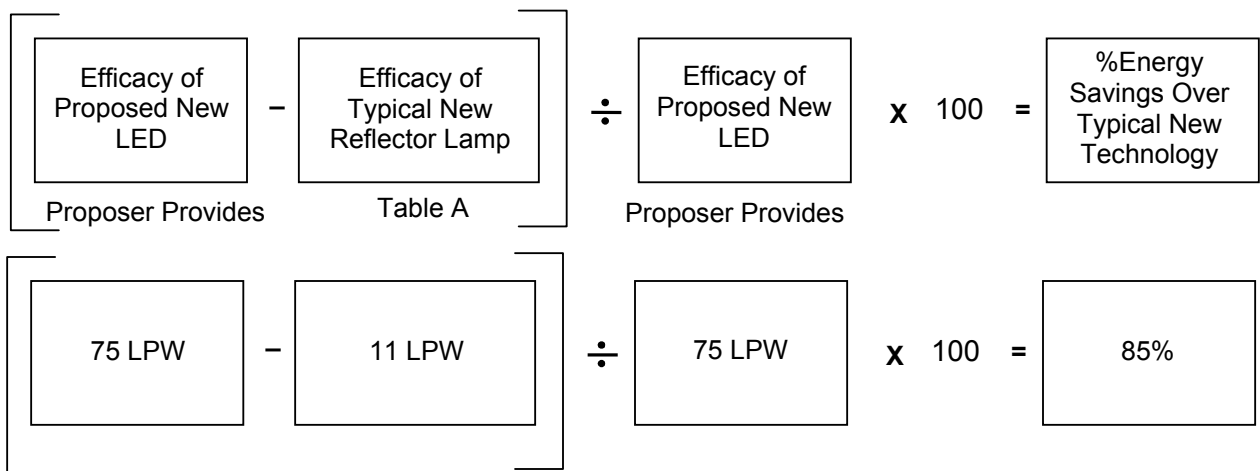 Efficacy of
Proposed New
LED
–
Efficacy of
Typical New
Reflector Lamp
÷
Efficacy of
Proposed New
LED
x 100 =
%Energy
Savings Over
Typical New
Technology
Proposer Provides
Table A
Proposer Provides
75 LPW – 11 LPW ÷ 75 LPW x 100 = 85%